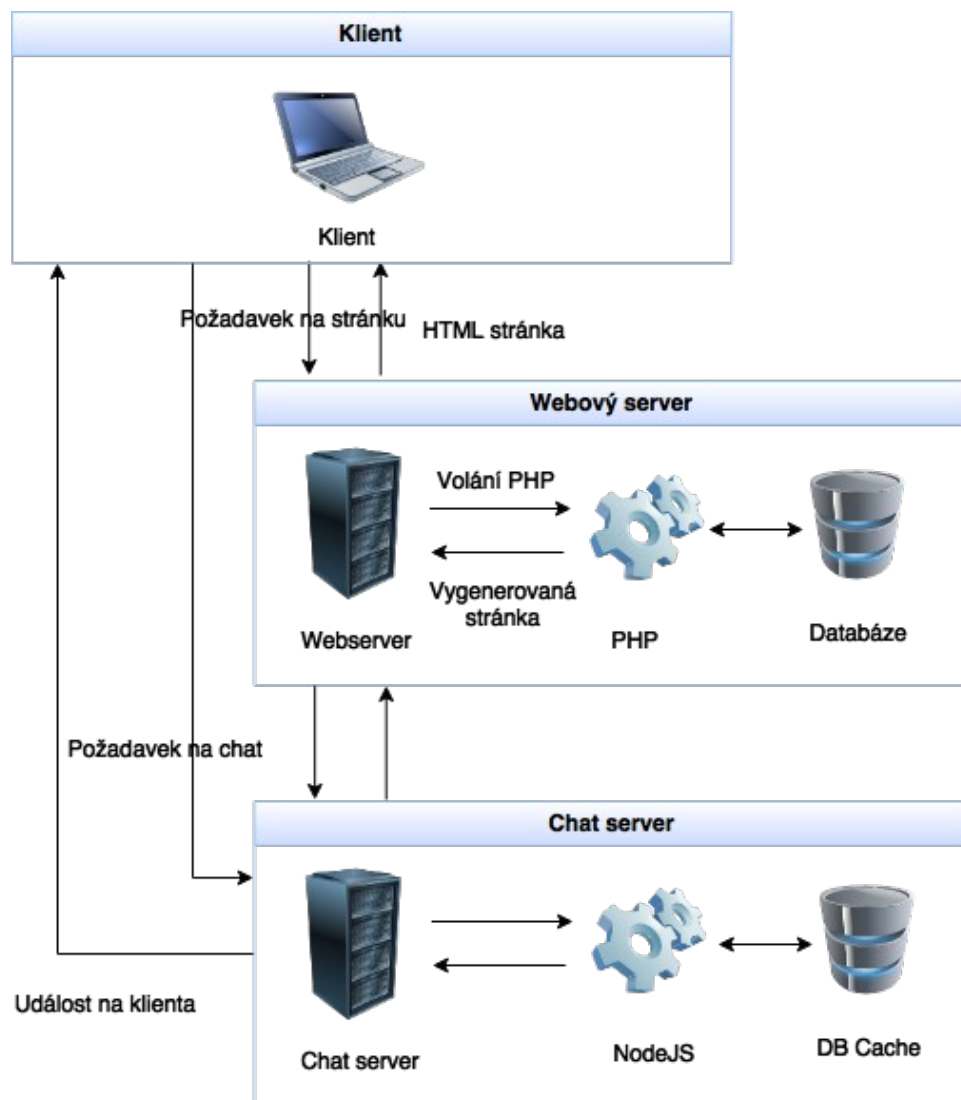 Klient
Klient
Požadavek na stránku
HTML stránka
Webový server
Volání PHP
Vygenerovaná
stránka
Webserver
PHP
Databáze
Požadavek na chat
Chat server
Událost na klienta
Chat server
NodeJS
DB Cache